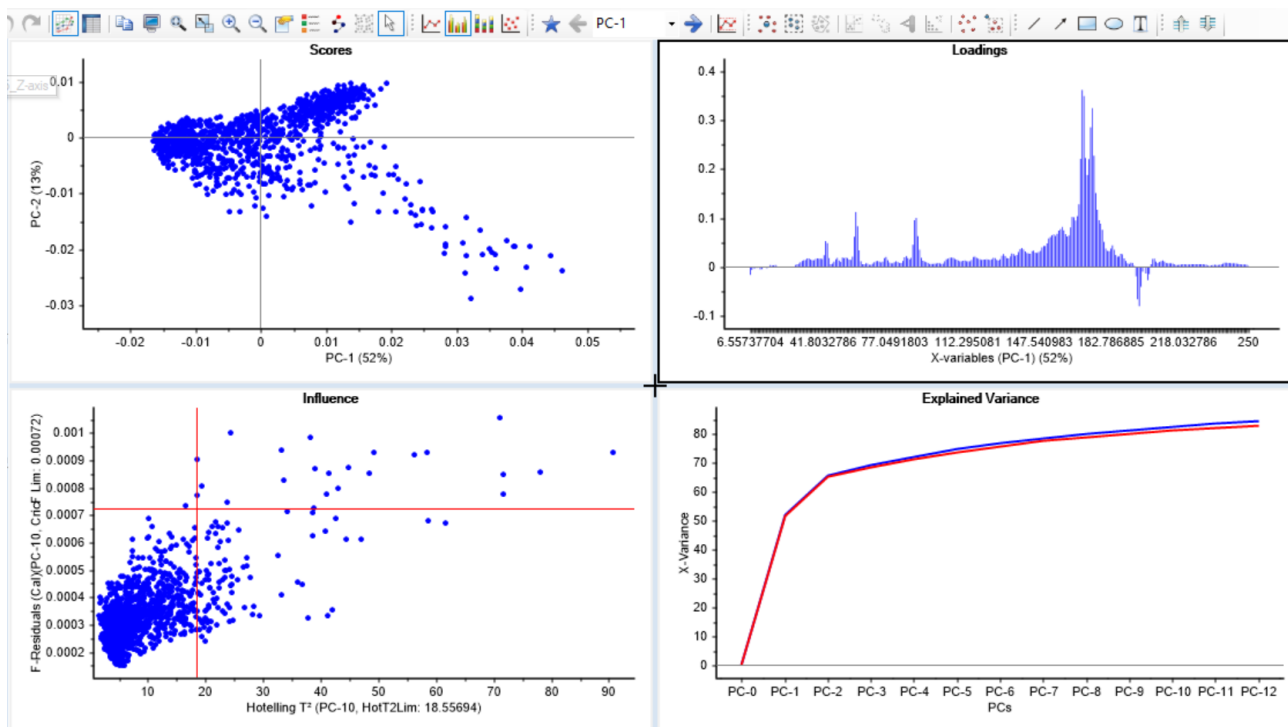 PC-1
Scores
5_Z-axis
0.01
0
-0.01
-0.02
-0.03
PC-2 (13%)
-0.02 -0.01 0 0.01 0.02 0.03 0.04 0.05
PC-1 (52%)
Loadings
0.4
0.3
0.2
0.1
0
-0.1
6.55737704 41.8032786 77.0491803 112.295081 147.540983 182.786885 218.032786 250
X-variables (PC-1) (52%)
Influence
0.001
0.0009
0.0008
0.0007
0.0006
0.0005
0.0004
0.0003
0.0002
F-Residuals (Cal)(PC-10, CricF Lim: 0.00072)
10 20 30 40 50 60 70 80 90
Hotelling T² (PC-10, HotT2Lim: 18.55694)
Explained Variance
80
70
60
50
40
30
20
10
0
X-Variance
PC-0 PC-1 PC-2 PC-3 PC-4 PC-5 PC-6 PC-7 PC-8 PC-9 PC-10 PC-11 PC-12
PCs